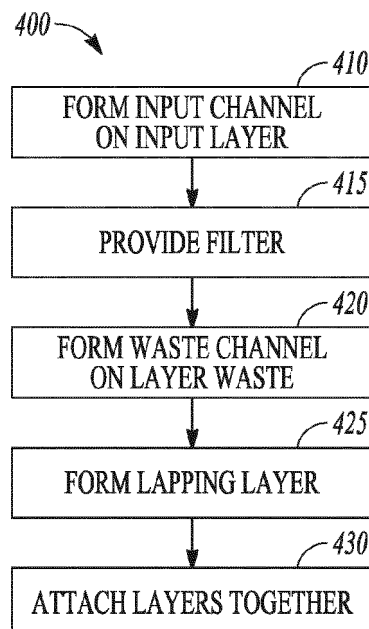 400
410
FORM INPUT CHANNEL
ON INPUT LAYER
415
PROVIDE FILTER
420
FORM WASTE CHANNEL
ON LAYER WASTE
425
FORM LAPPING LAYER
430
ATTACH LAYERS TOGETHER